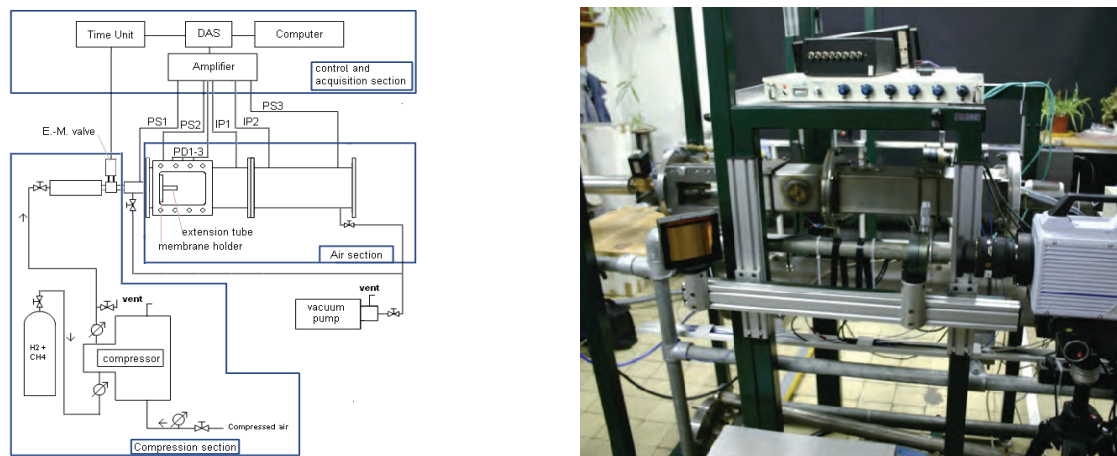 Time Unit
DAS
Computer
Amplifier
control and
acquisition section
PS3
PS1
PS2
IP1
IP2
E.-M. valve
PD1-3
extension tube
membrane holder
Air section
vent
vent
vacuum
pump
H2 +
CH4
compressor
Compressed air
Compression section